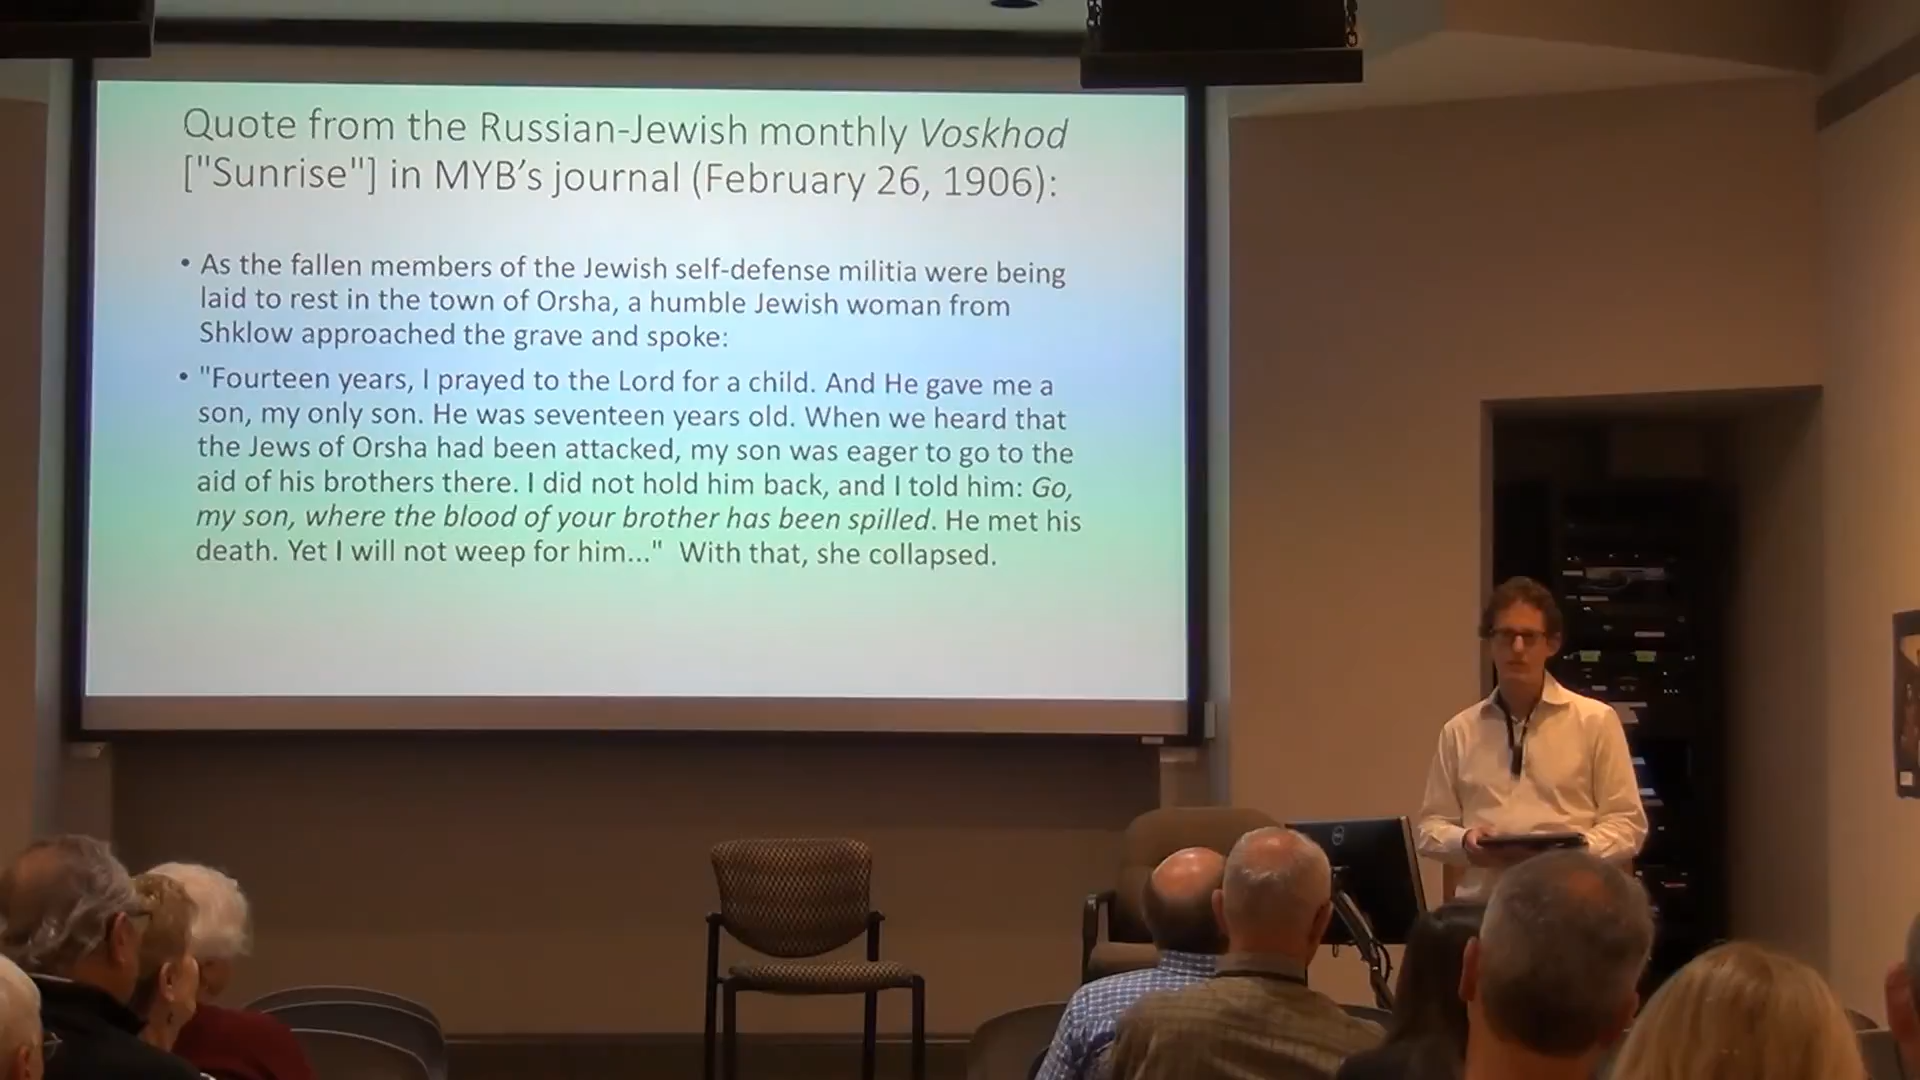 Quote from the Russian-Jewish monthly Voskhod
["Sunrise"] in MYB's journal (February 26, 1906):
• As the fallen members of the Jewish self-defense militia were being
laid to rest in the town of Orsha, a humble Jewish woman from
Shklow approached the grave and spoke:
• "Fourteen years, I prayed to the Lord for a child. And He gave me a
son, my only son. He was seventeen years old. When we heard that
the Jews of Orsha had been attacked, my son was eager to go to the
aid of his brothers there. I did not hold him back, and I told him: Go,
my son, where the blood of your brother has been spilled. He met his
death. Yet I will not weep for him..." With that, she collapsed.